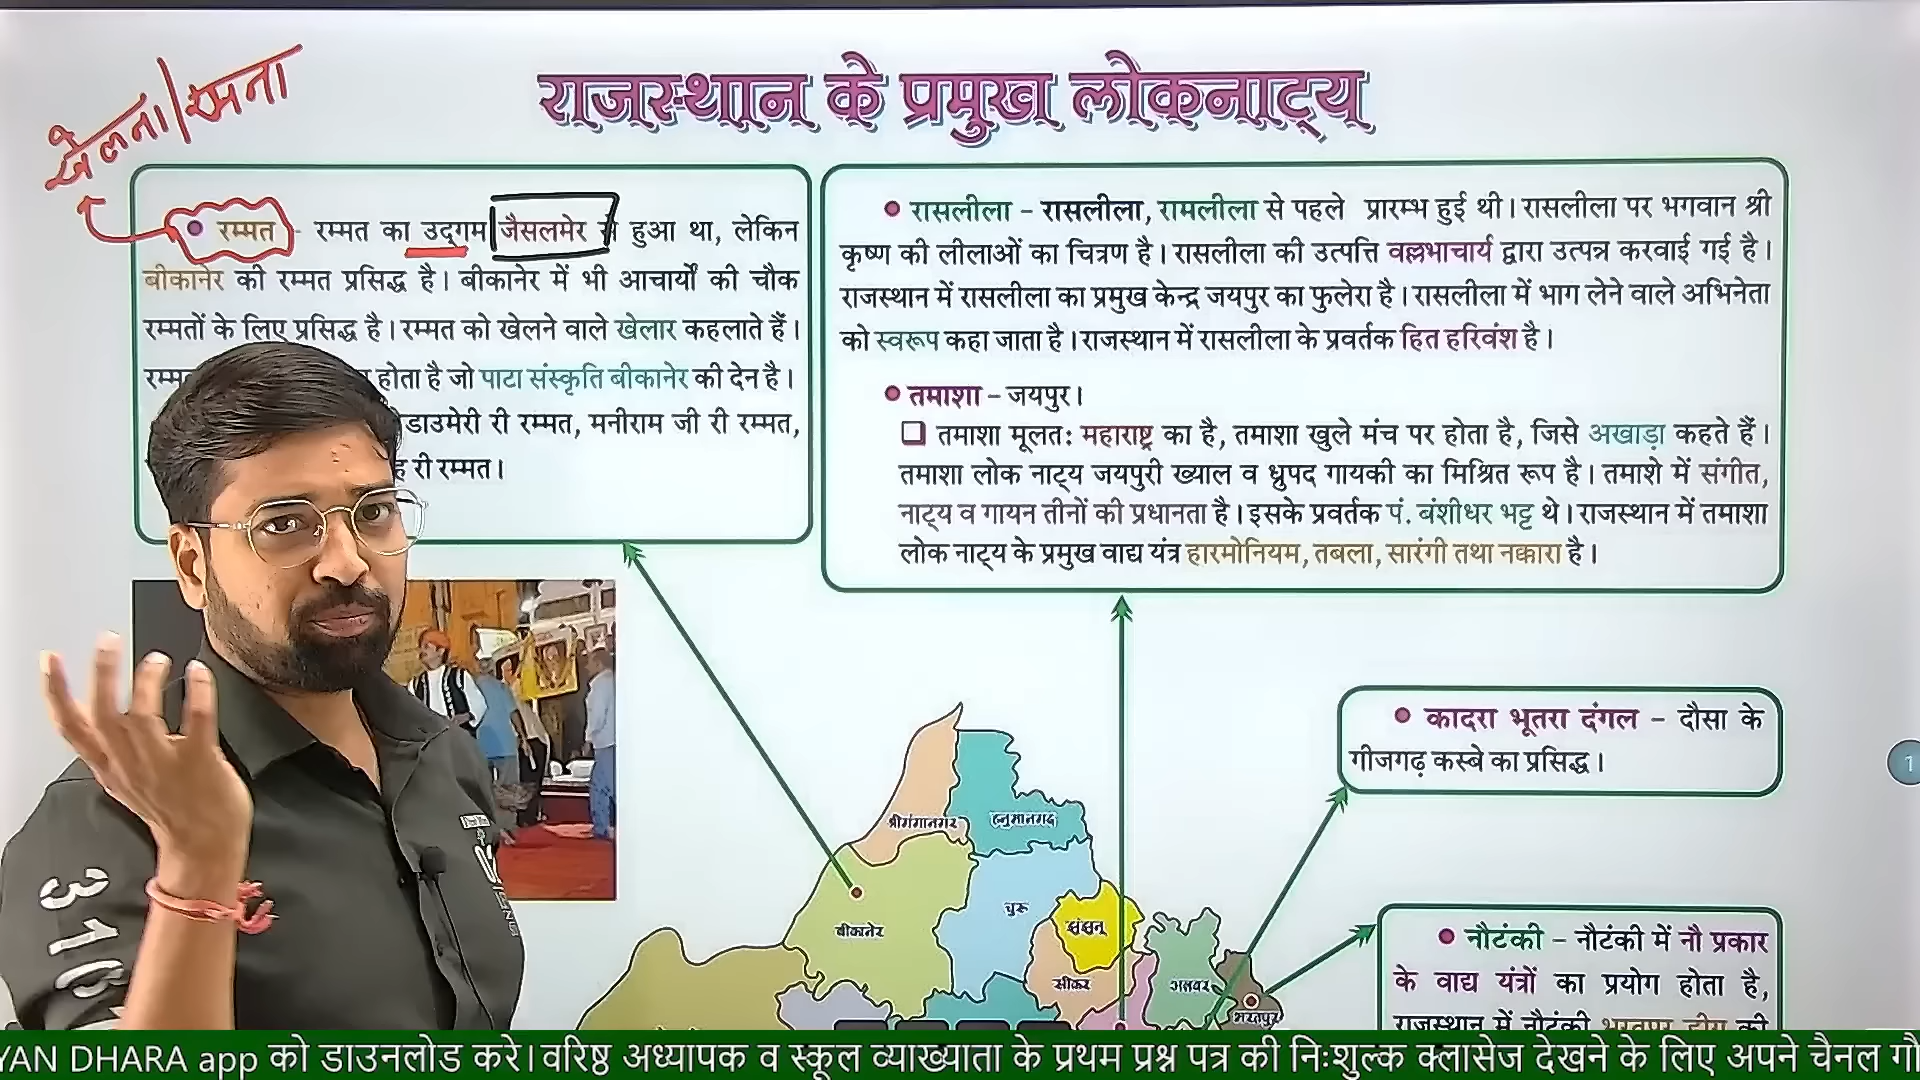 खेलना/रमना
राजस्थान के प्रमुख लोकनाट्य
रम्मत - रम्मत का उद्गम जैसलमेर से हुआ था, लेकिन
बीकानेर की रम्मत प्रसिद्ध है। बीकानेर में भी आचार्यों की चौक
रम्मतों के लिए प्रसिद्ध है। रम्मत को खेलने वाले खेलार कहलाते हैं।
होता है जो पाटा संस्कृति बीकानेर की देन है।
री रम्मत, मनीराम जी री रम्मत,
री रम्मत।
रासलीला - रासलीला, रामलीला से पहले प्रारम्भ हुई थी। रासलीला पर भगवान श्री
कृष्ण की लीलाओं का चित्रण है। रासलीला की उत्पत्ति वल्लभाचार्य द्वारा उत्पन्न करवाई गई है।
राजस्थान में रासलीला का प्रमुख केन्द्र जयपुर का फुलेरा है। रासलीला में भाग लेने वाले अभिनेता
को स्वरूप कहा जाता है। राजस्थान में रासलीला के प्रवर्तक हित हरिवंश है।
तमाशा - जयपुर।
तमाशा मूलतः महाराष्ट्र का है, तमाशा खुले मंच पर होता है, जिसे अखाड़ा कहते हैं।
तमाशा लोक नाट्य जयपुरी ख्याल व ध्रुपद गायकी का मिश्रित रूप है। तमाशे में संगीत,
नाट्य व गायन तीनों की प्रधानता है। इसके प्रवर्तक पं. बंशीधर भट्ट थे। राजस्थान में तमाशा
लोक नाट्य के प्रमुख वाद्य यंत्र हारमोनियम, तबला, सारंगी तथा नक्कारा है।
कादरा भूतरा दंगल - दौसा के
गीजगढ़ कस्बे का प्रसिद्ध।
1
श्रीगंगानगर
हनुमानगढ़
चुरू
झुंझुनू
बीकानेर
सीकर
अलवर
भरतपुर
नौटंकी - नौटंकी में नौ प्रकार
के वाद्य यंत्रों का प्रयोग होता है,
राजस्थान में नौटंकी भरतपुर डीग की
310
YAN DHARA app को डाउनलोड करे। वरिष्ठ अध्यापक व स्कूल व्याख्याता के प्रथम प्रश्न पत्र की निःशुल्क क्लासेज देखने के लिए अपने चैनल गौ